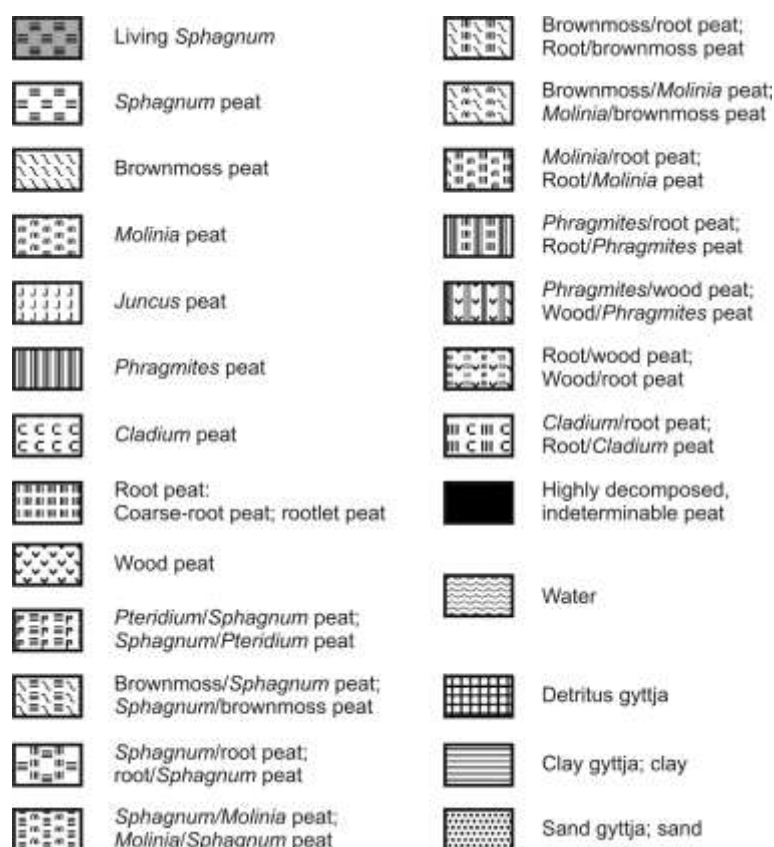 Living Sphagnum
Sphagnum peat
Brownmoss peat
Molinia peat
Juncus peat
Phragmites peat
Cladium peat
Root peat:
Coarse-root peat; rootlet peat
Wood peat
Pteridium/Sphagnum peat;
Sphagnum/Pteridium peat
Brownmoss/Sphagnum peat;
Sphagnum/brownmoss peat
Sphagnum/root peat;
root/Sphagnum peat
Sphagnum/Molinia peat;
Molinia/Sphagnum peat
Brownmoss/root peat;
Root/brownmoss peat
Brownmoss/Molinia peat;
Molinia/brownmoss peat
Molinia/root peat;
Root/Molinia peat
Phragmites/root peat;
Root/Phragmites peat
Phragmites/wood peat;
Wood/Phragmites peat
Root/wood peat;
Wood/root peat
Cladium/root peat;
Root/Cladium peat
Highly decomposed,
indeterminable peat
Water
Detritus gyttja
Clay gyttja; clay
Sand gyttja; sand